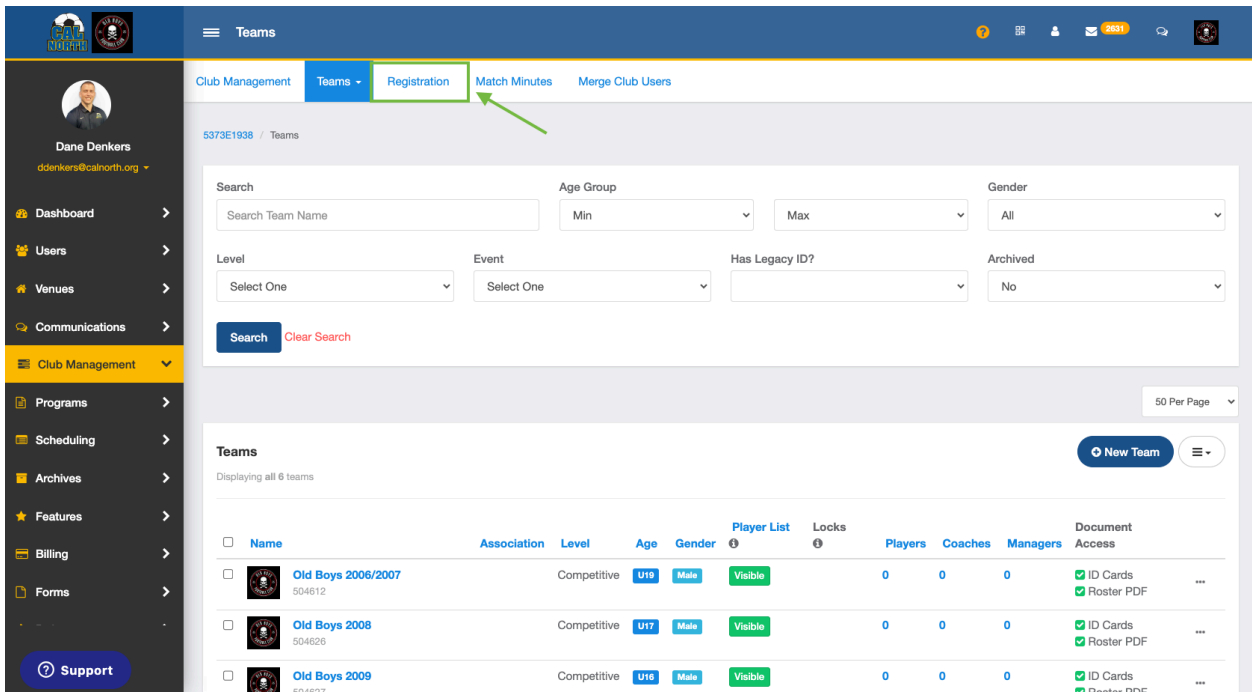 CAL
NORTH
Teams
2631
Club Management
Teams
Registration
Match Minutes
Merge Club Users
Dane Denkers
ddenkers@calnorth.org
5373E1938 / Teams
Search
Age Group
Gender
Search Team Name
Min
Max
All
Level
Event
Has Legacy ID?
Archived
Select One
Select One
No
Search
Clear Search
Dashboard
Users
Venues
Communications
Club Management
Programs
Scheduling
Archives
Features
Billing
Forms
Support
50 Per Page
Teams
New Team
Displaying all 6 teams
Name Association Level Age Gender Player List Locks Players Coaches Managers Document Access
Old Boys 2006/2007 Competitive U19 Male Visible 0 0 0 ID Cards
504612 Roster PDF
Old Boys 2008 Competitive U17 Male Visible 0 0 0 ID Cards
504626 Roster PDF
Old Boys 2009 Competitive U16 Male Visible 0 0 0 ID Cards
504627 Roster PDF